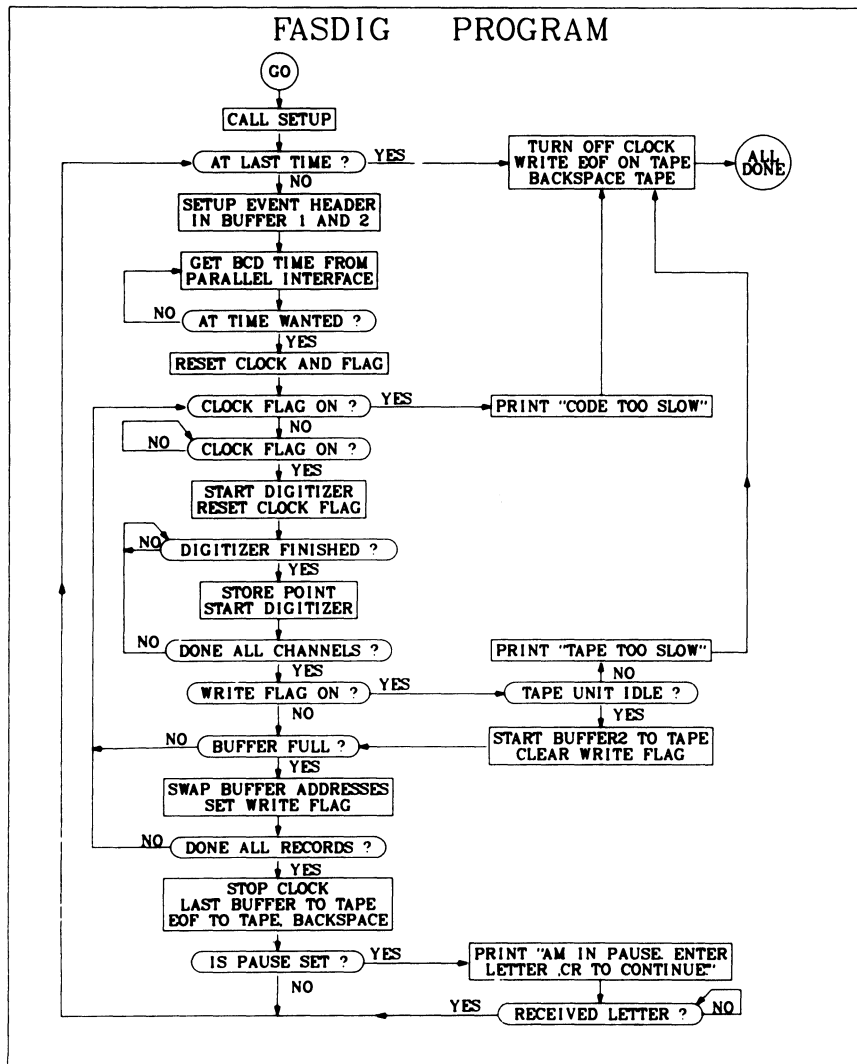 FASDIG PROGRAM
GO
CALL SETUP
AT LAST TIME ?
YES
TURN OFF CLOCK
WRITE EOF ON TAPE
BACKSPACE TAPE
ALL
DONE
NO
SETUP EVENT HEADER
IN BUFFER 1 AND 2
GET BCD TIME FROM
PARALLEL INTERFACE
NO
AT TIME WANTED ?
YES
RESET CLOCK AND FLAG
CLOCK FLAG ON ?
YES
PRINT "CODE TOO SLOW"
NO
NO
CLOCK FLAG ON ?
YES
START DIGITIZER
RESET CLOCK FLAG
NO
DIGITIZER FINISHED ?
YES
STORE POINT
START DIGITIZER
NO
DONE ALL CHANNELS ?
PRINT "TAPE TOO SLOW"
YES
NO
WRITE FLAG ON ?
YES
TAPE UNIT IDLE ?
NO
YES
NO
BUFFER FULL ?
START BUFFER2 TO TAPE
CLEAR WRITE FLAG
YES
SWAP BUFFER ADDRESSES
SET WRITE FLAG
NO
DONE ALL RECORDS ?
YES
STOP CLOCK
LAST BUFFER TO TAPE
EOF TO TAPE, BACKSPACE
IS PAUSE SET ?
YES
PRINT "AM IN PAUSE. ENTER
LETTER ,CR TO CONTINUE"
NO
YES
RECEIVED LETTER ?
NO